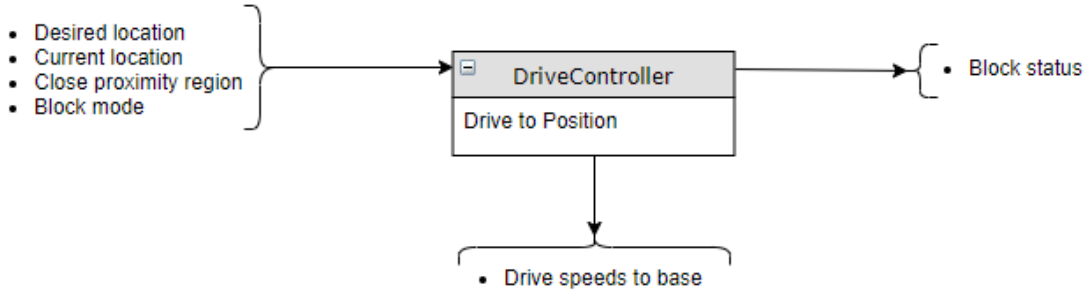 Desired location
Current location
Close proximity region
Block mode
DriveController
Drive to Position
Block status
Drive speeds to base